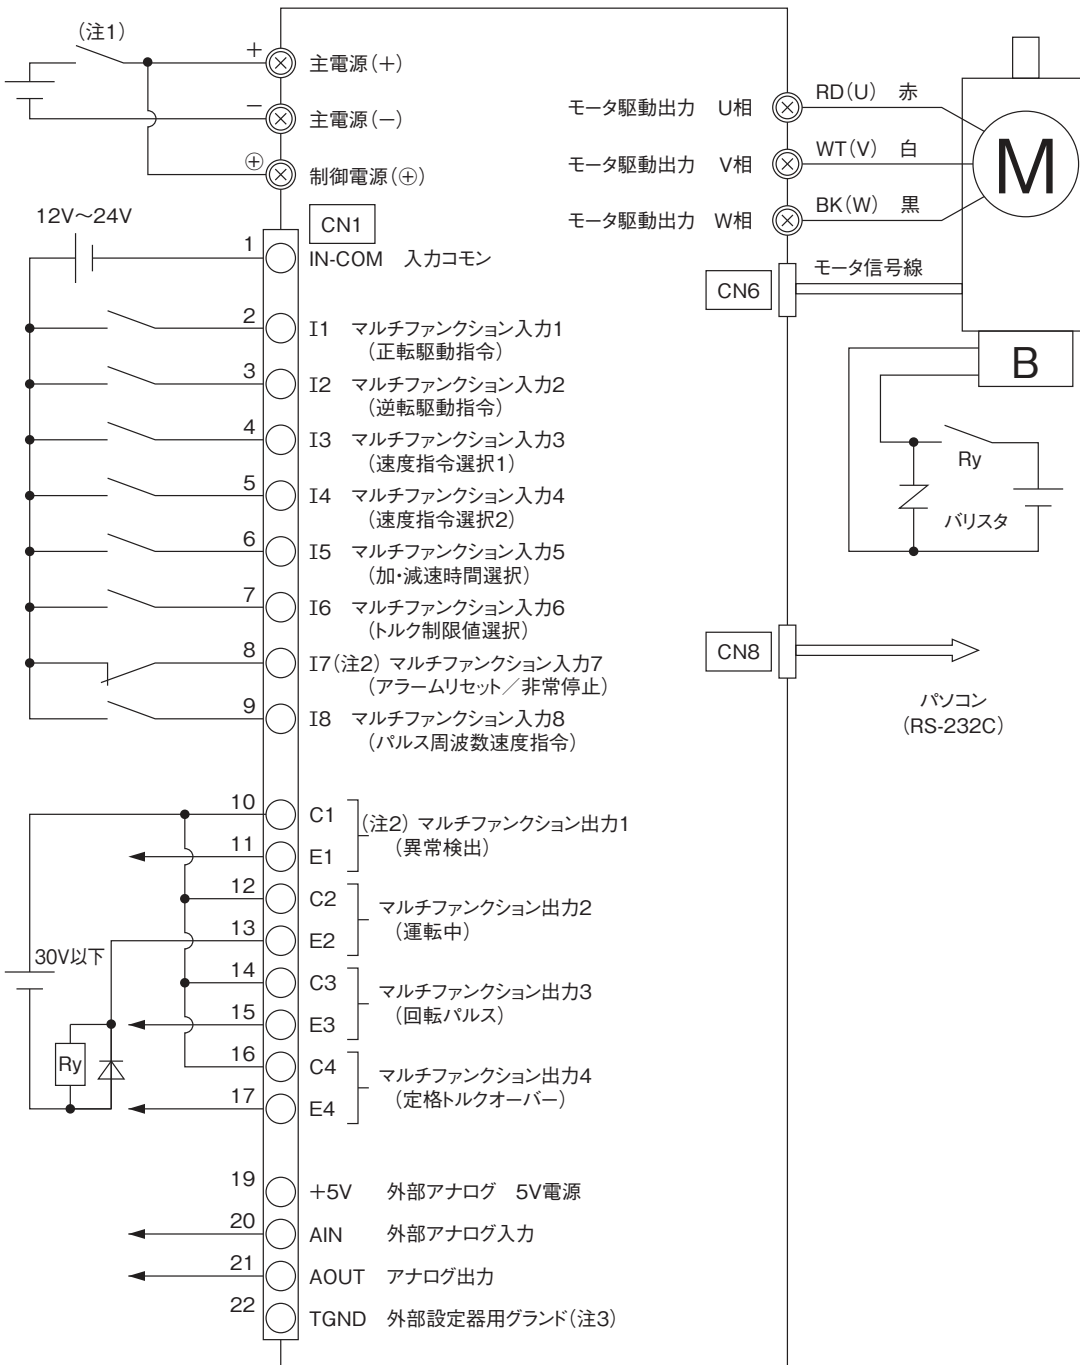 (注1)
+
主電源(+)
−
主電源(−)
⊕
制御電源(⊕)
モータ駆動出力 U相
RD(U) 赤
モータ駆動出力 V相
WT(V) 白
モータ駆動出力 W相
BK(W) 黒
M
12V～24V
CN1
1
IN-COM 入力コモン
CN6
モータ信号線
B
2
I1 マルチファンクション入力1
(正転駆動指令)
3
I2 マルチファンクション入力2
(逆転駆動指令)
4
I3 マルチファンクション入力3
(速度指令選択1)
Ry
バリスタ
5
I4 マルチファンクション入力4
(速度指令選択2)
6
I5 マルチファンクション入力5
(加・減速時間選択)
7
I6 マルチファンクション入力6
(トルク制限値選択)
8
I7(注2) マルチファンクション入力7
(アラームリセット／非常停止)
9
I8 マルチファンクション入力8
(パルス周波数速度指令)
CN8
パソコン
(RS-232C)
10
C1
(注2) マルチファンクション出力1
(異常検出)
11
E1
12
C2
マルチファンクション出力2
(運転中)
13
E2
30V以下
14
C3
マルチファンクション出力3
(回転パルス)
15
E3
Ry
16
C4
マルチファンクション出力4
(定格トルクオーバー)
17
E4
19
+5V 外部アナログ 5V電源
20
AIN 外部アナログ入力
21
AOUT アナログ出力
22
TGND 外部設定器用グランド(注3)